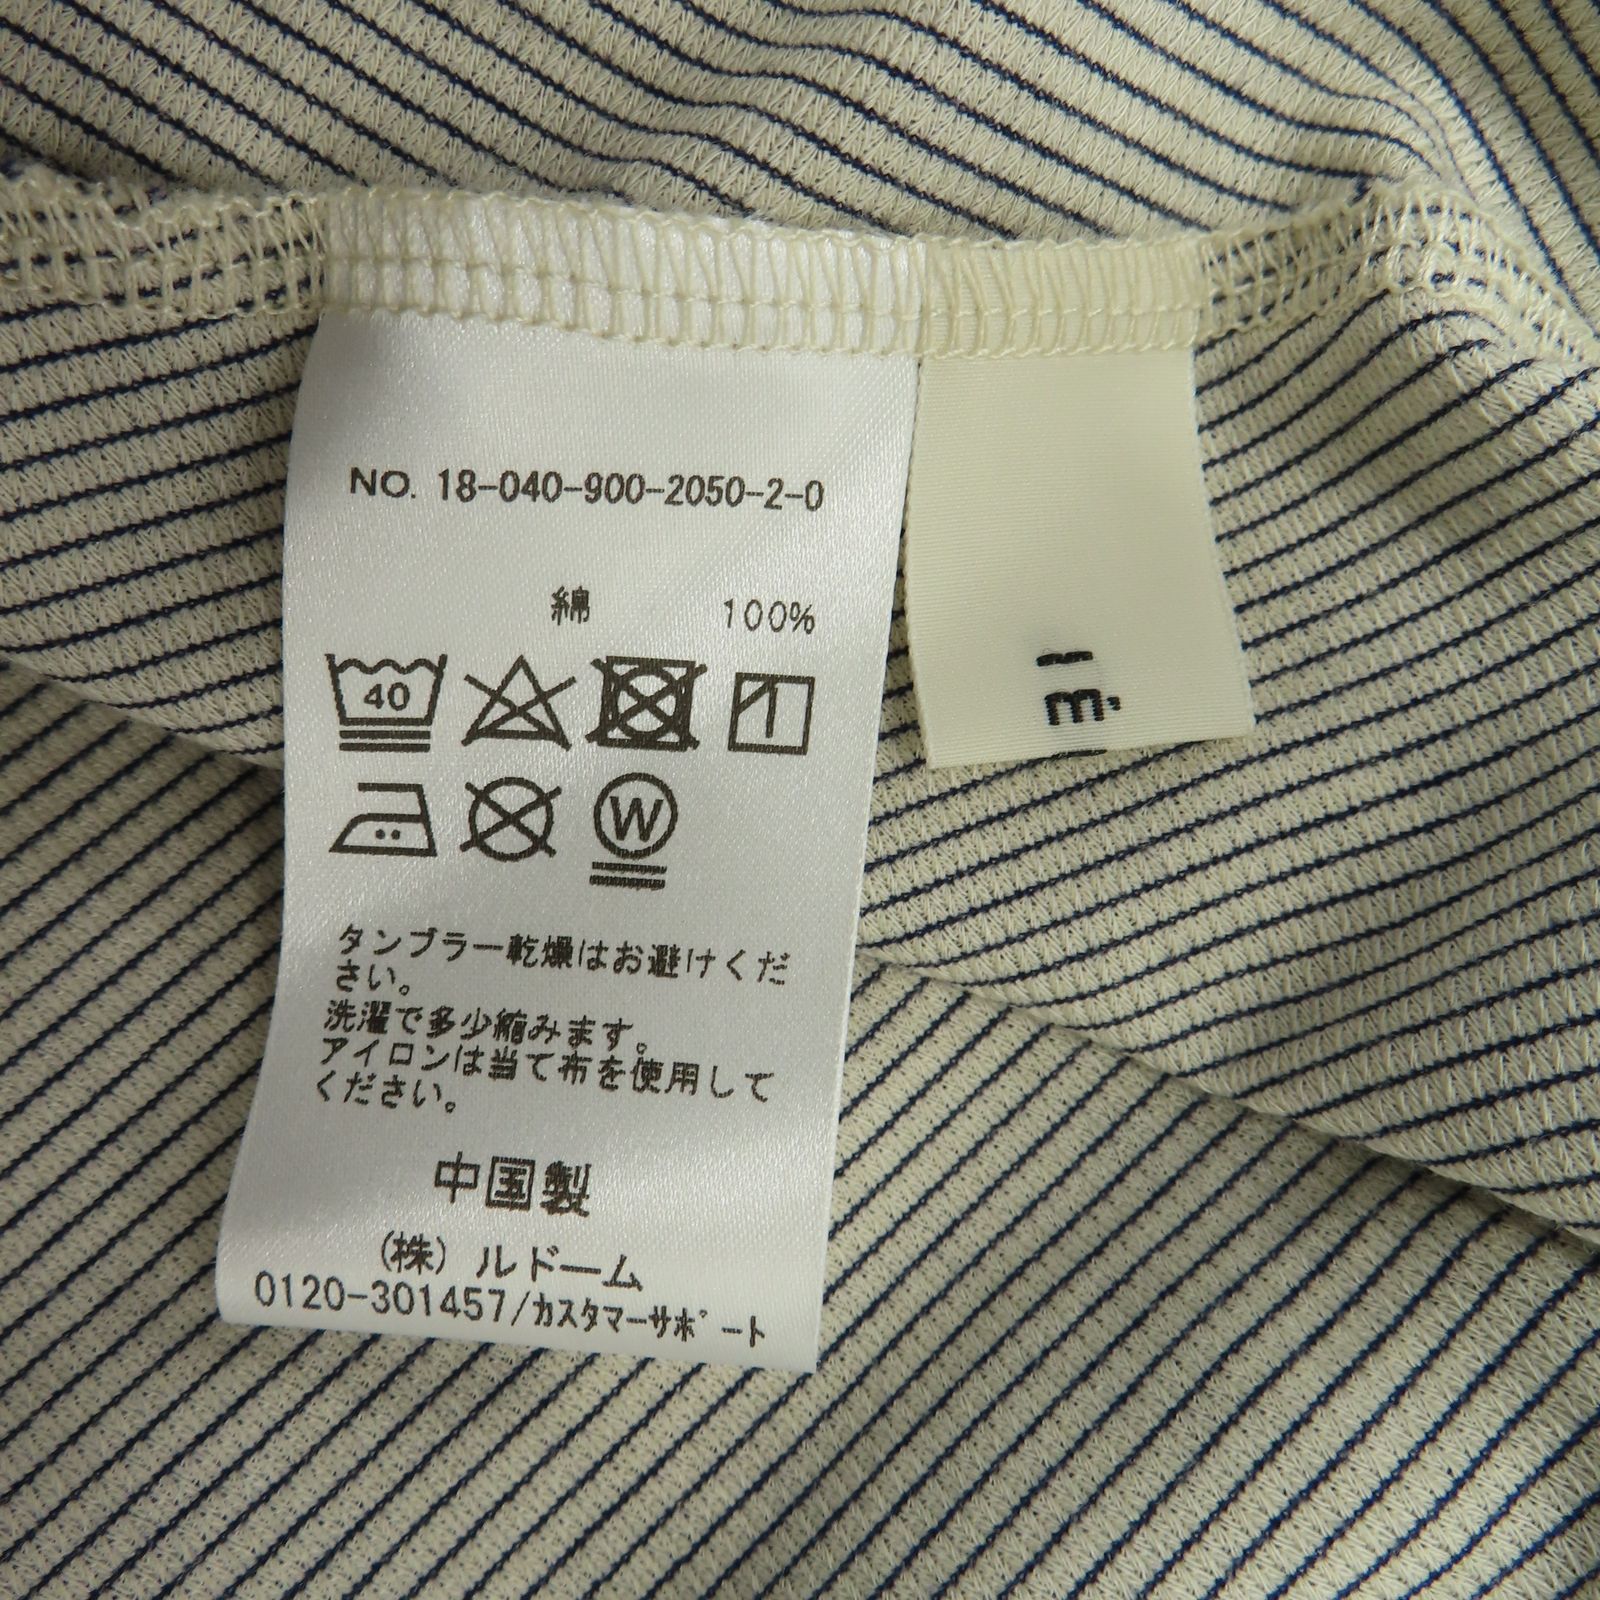 NO. 18-040-900-2050-2-0
綿 100%
40
W
タンブラー乾燥はお避けくだ
さい。
洗濯で多少縮みます。
アイロンは当て布を使用して
ください。
中国製
(株) ルドーム
0120-301457/カスタマーサポート